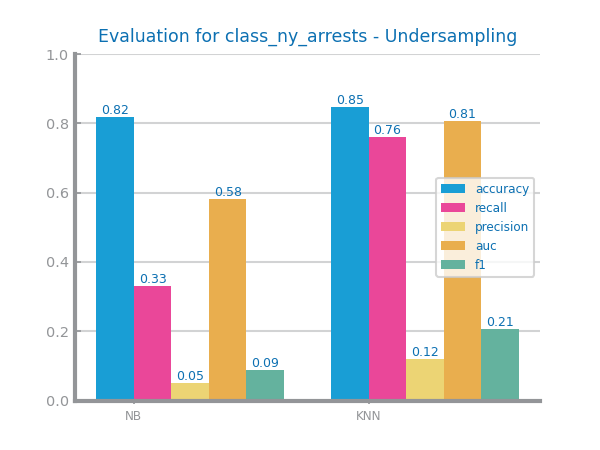 Evaluation for class_ny_arrests - Undersampling
1.0
0.8
0.6
0.4
0.2
0.0
0.82
0.33
0.05
0.58
0.09
0.85
0.76
0.12
0.81
0.21
accuracy
recall
precision
auc
f1
NB
KNN